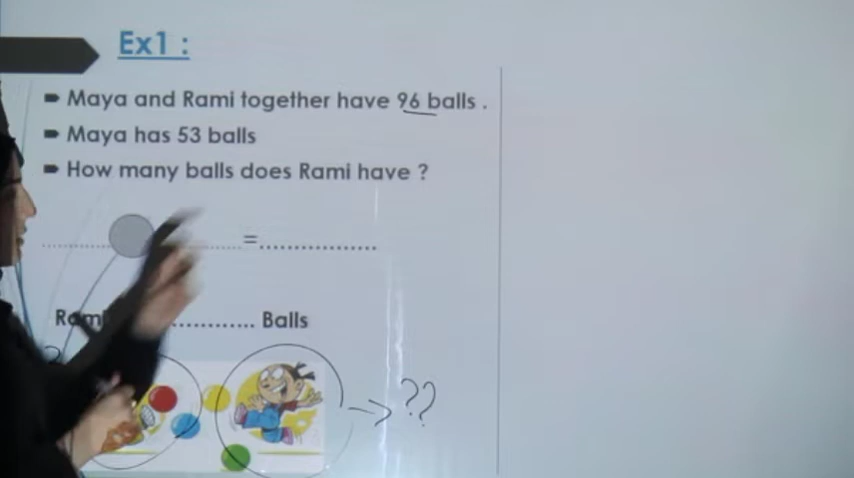 Ex1 :
Maya and Rami together have 96 balls .
Maya has 53 balls
How many balls does Rami have ?
..................... = ................
............ Balls
→ ??